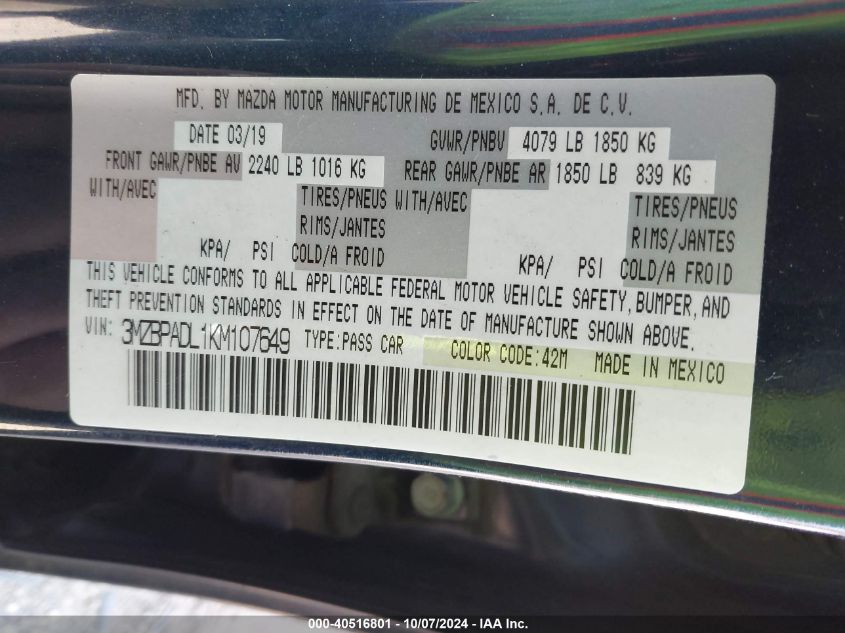 MFD. BY MAZDA MOTOR MANUFACTURING DE MEXICO S.A. DE C.V.
DATE 03/19 GVWR/PNBV 4079 LB 1850 KG
FRONT GAWR/PNBE AV 2240 LB 1016 KG REAR GAWR/PNBE AR 1850 LB 839 KG
WITH/AVEC TIRES/PNEUS WITH/AVEC TIRES/PNEUS
RIMS/JANTES RIMS/JANTES
KPA/ PSI COLD/A FROID KPA/ PSI COLD/A FROID
THIS VEHICLE CONFORMS TO ALL APPLICABLE FEDERAL MOTOR VEHICLE SAFETY, BUMPER, AND
THEFT PREVENTION STANDARDS IN EFFECT ON THE DATE OF MANUFACTURE SHOWN ABOVE.
VIN: 3MZBPADL1KM107649 TYPE:PASS CAR COLOR CODE:42M MADE IN MEXICO
000-40516801 - 10/07/2024 - IAA Inc.